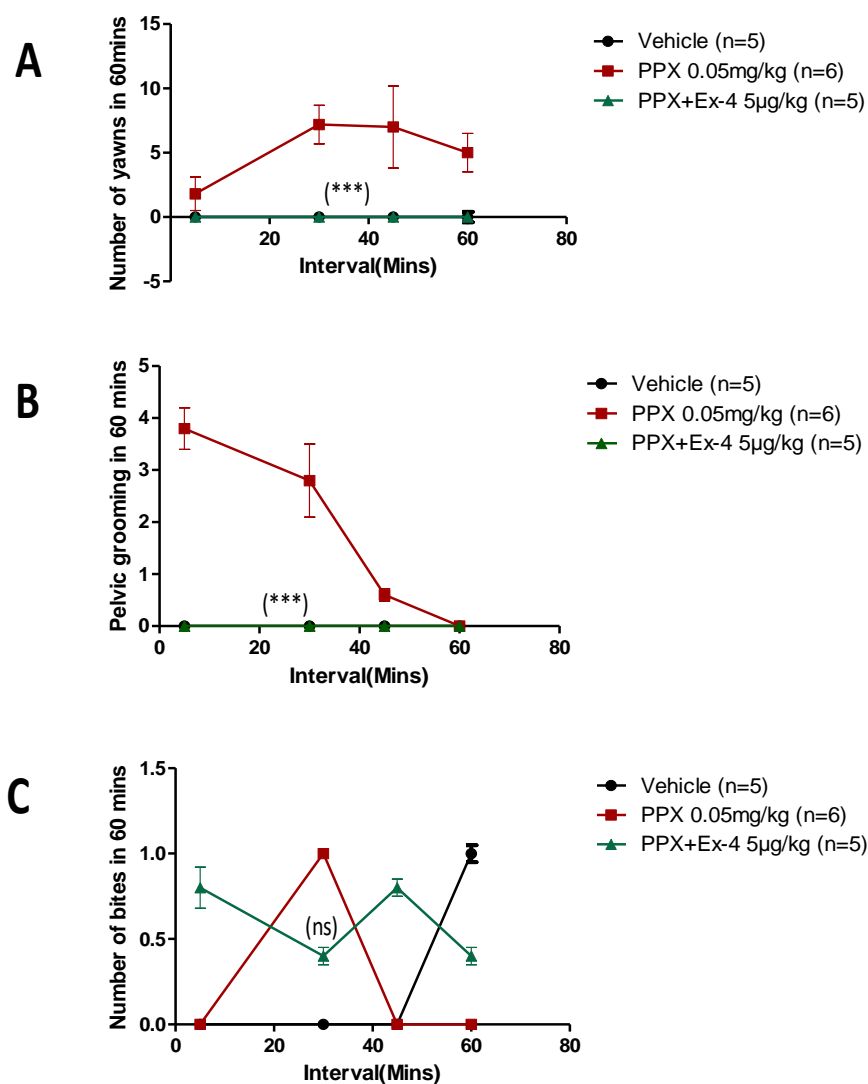 A
Number of yawns in 60mins
15
10
5
0
-5
20
40
60
80
(***)
Interval(Mins)
Vehicle (n=5)
PPX 0.05mg/kg (n=6)
PPX+Ex-4 5µg/kg (n=5)
B
Pelvic grooming in 60 mins
5
4
3
2
1
0
(***)
0
20
40
60
80
Interval(Mins)
Vehicle (n=5)
PPX 0.05mg/kg (n=6)
PPX+Ex-4 5µg/kg (n=5)
C
Number of bites in 60 mins
1.5
1.0
0.5
0.0
(ns)
0
20
40
60
80
Interval(Mins)
Vehicle (n=5)
PPX 0.05mg/kg (n=6)
PPX+Ex-4 5µg/kg (n=5)